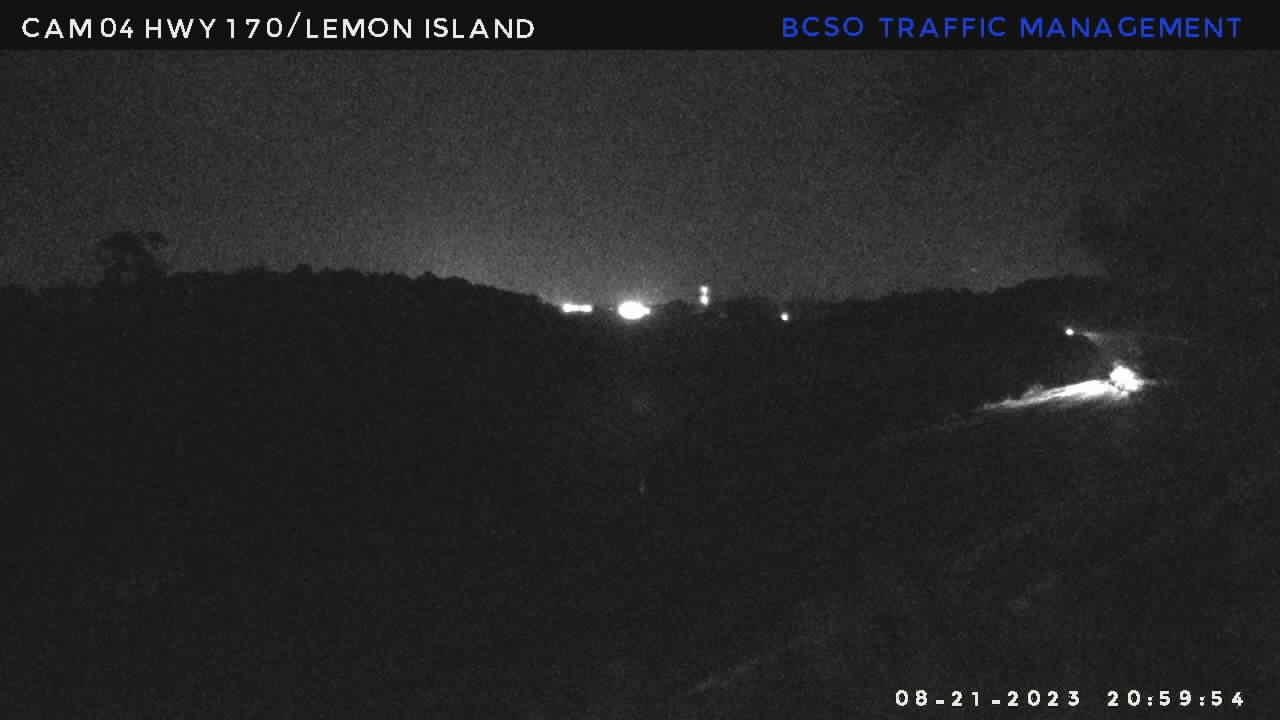 CAM04 HWY 170/LEMON ISLAND
BCSO TRAFFIC MANAGEMENT
08-21-2023 20:59:54